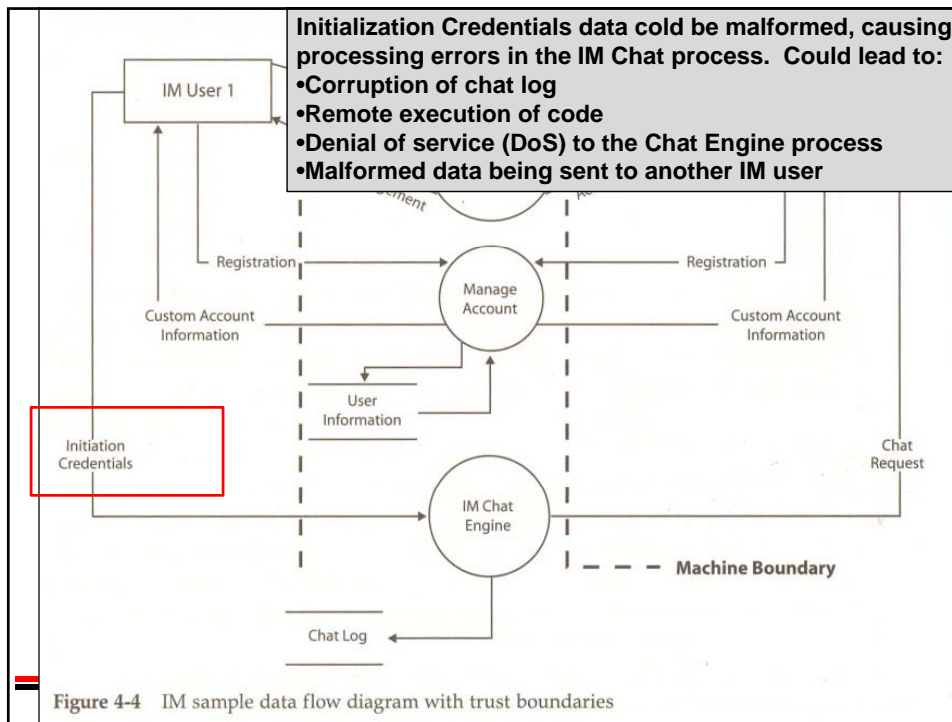 Initialization Credentials data cold be malformed, causing
processing errors in the IM Chat process. Could lead to:
•Corruption of chat log
•Remote execution of code
•Denial of service (DoS) to the Chat Engine process
•Malformed data being sent to another IM user
IM User 1
Registration
Registration
Manage
Account
Custom Account
Information
Custom Account
Information
User
Information
Initiation
Credentials
Chat
Request
IM Chat
Engine
Machine Boundary
Chat Log
Figure 4-4 IM sample data flow diagram with trust boundaries